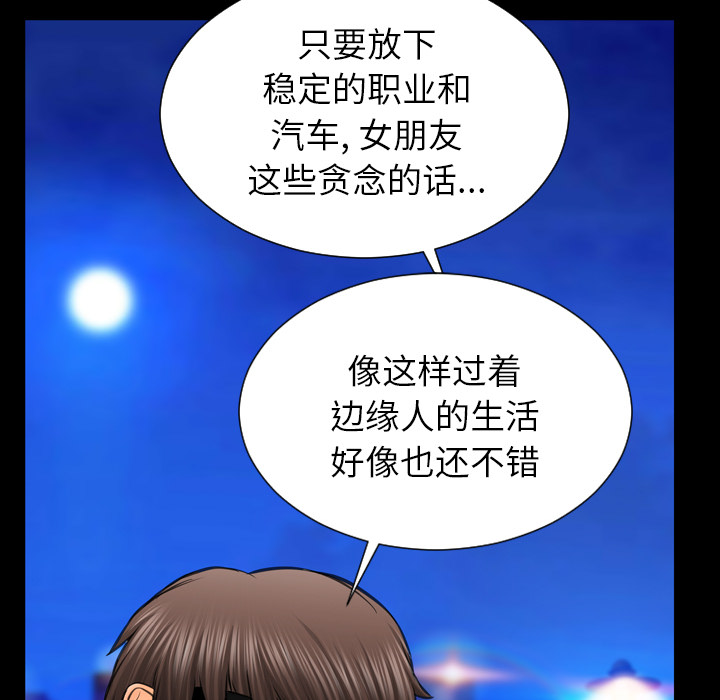 只要放下
稳定的职业和
汽车, 女朋友
这些贪念的话...
像这样过着
边缘人的生活
好像也还不错